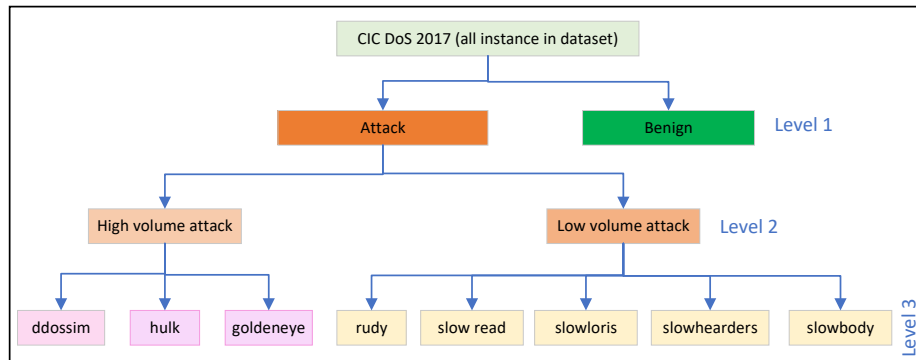 CIC DoS 2017 (all instance in dataset)
Attack
Benign
Level 1
High volume attack
Low volume attack
Level 2
ddossim
hulk
goldeneye
rudy
slow read
slowloris
slowhearders
slowbody
Level 3